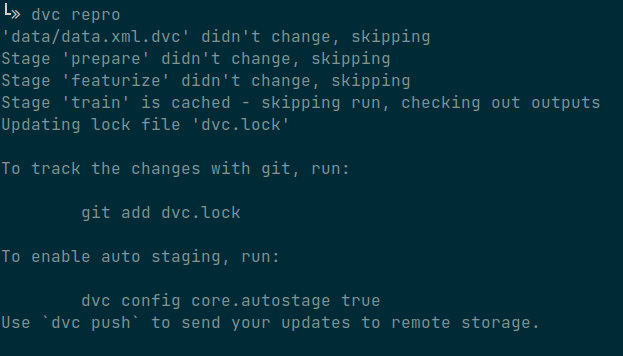 └» dvc repro
'data/data.xml.dvc' didn't change, skipping
Stage 'prepare' didn't change, skipping
Stage 'featurize' didn't change, skipping
Stage 'train' is cached - skipping run, checking out outputs
Updating lock file 'dvc.lock'
To track the changes with git, run:
git add dvc.lock
To enable auto staging, run:
dvc config core.autostage true
Use `dvc push` to send your updates to remote storage.